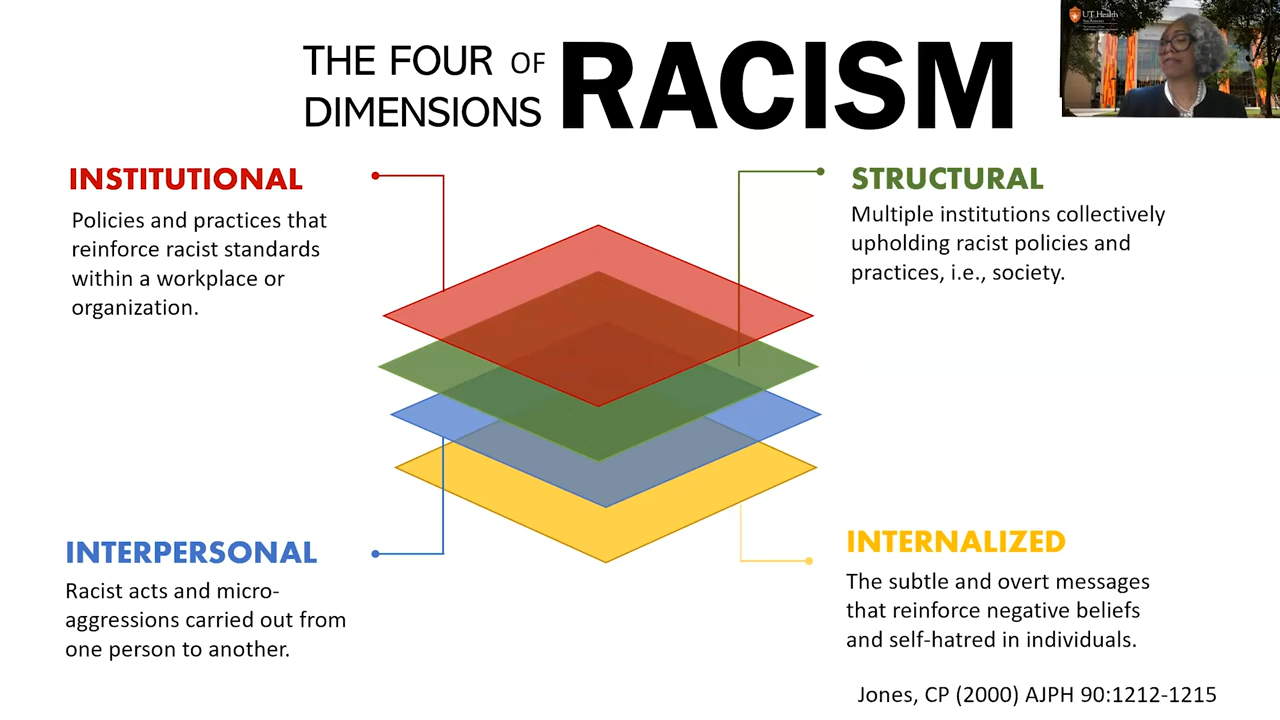 THE FOUR OF
DIMENSIONS
RACISM
UT Health
INSTITUTIONAL
Policies and practices that
reinforce racist standards
within a workplace or
organization.
STRUCTURAL
Multiple institutions collectively
upholding racist policies and
practices, i.e., society.
INTERPERSONAL
Racist acts and micro-
aggressions carried out from
one person to another.
INTERNALIZED
The subtle and overt messages
that reinforce negative beliefs
and self-hatred in individuals.
Jones, CP (2000) AJPH 90:1212-1215